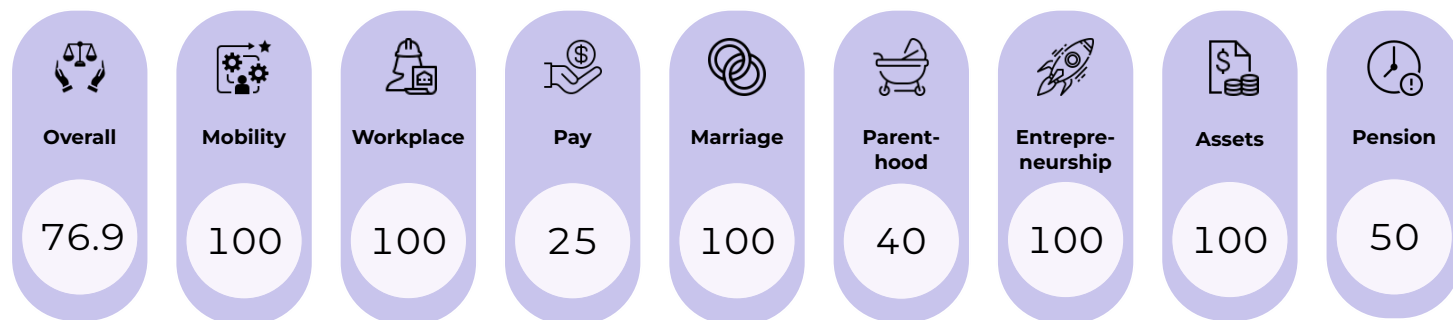 Overall
76.9
Mobility
100
Workplace
100
$
Pay
25
Marriage
100
Parent-
hood
40
Entrepre-
neurship
100
$
Assets
100
!
Pension
50